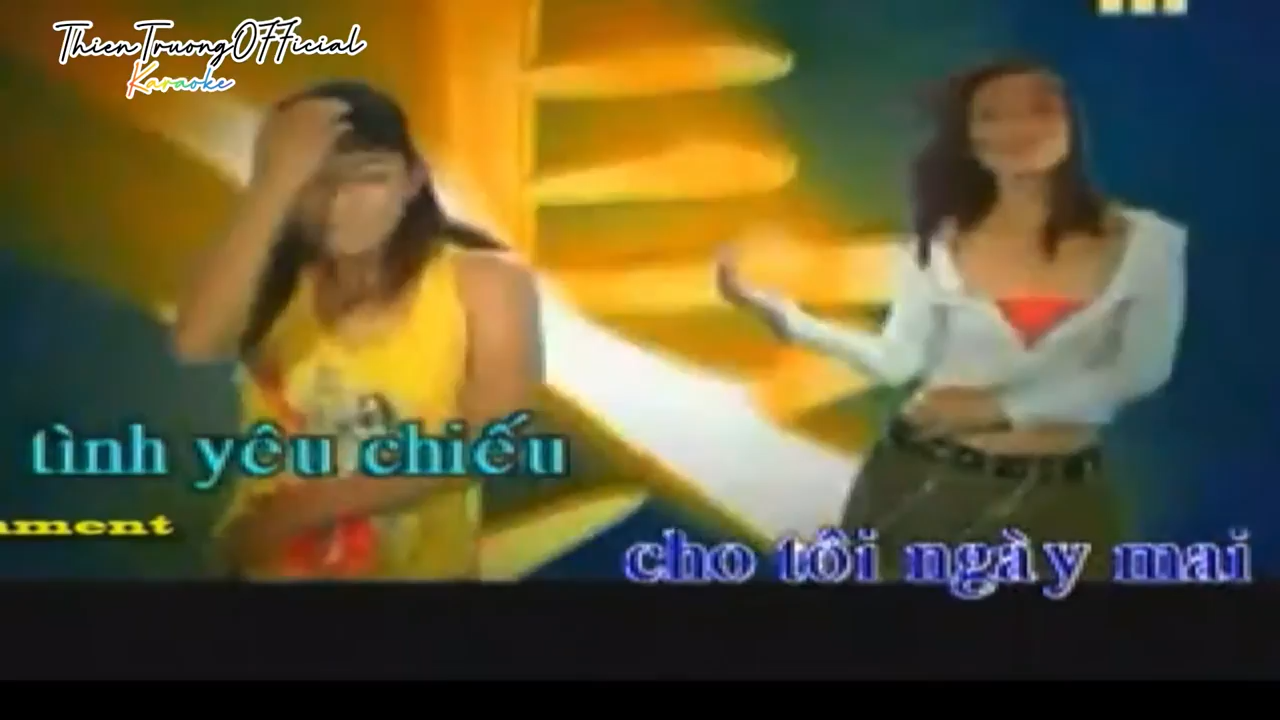 ThienTruongOFFicial
Karaoke
tình yêu chiếu
cho tôi ngày mai